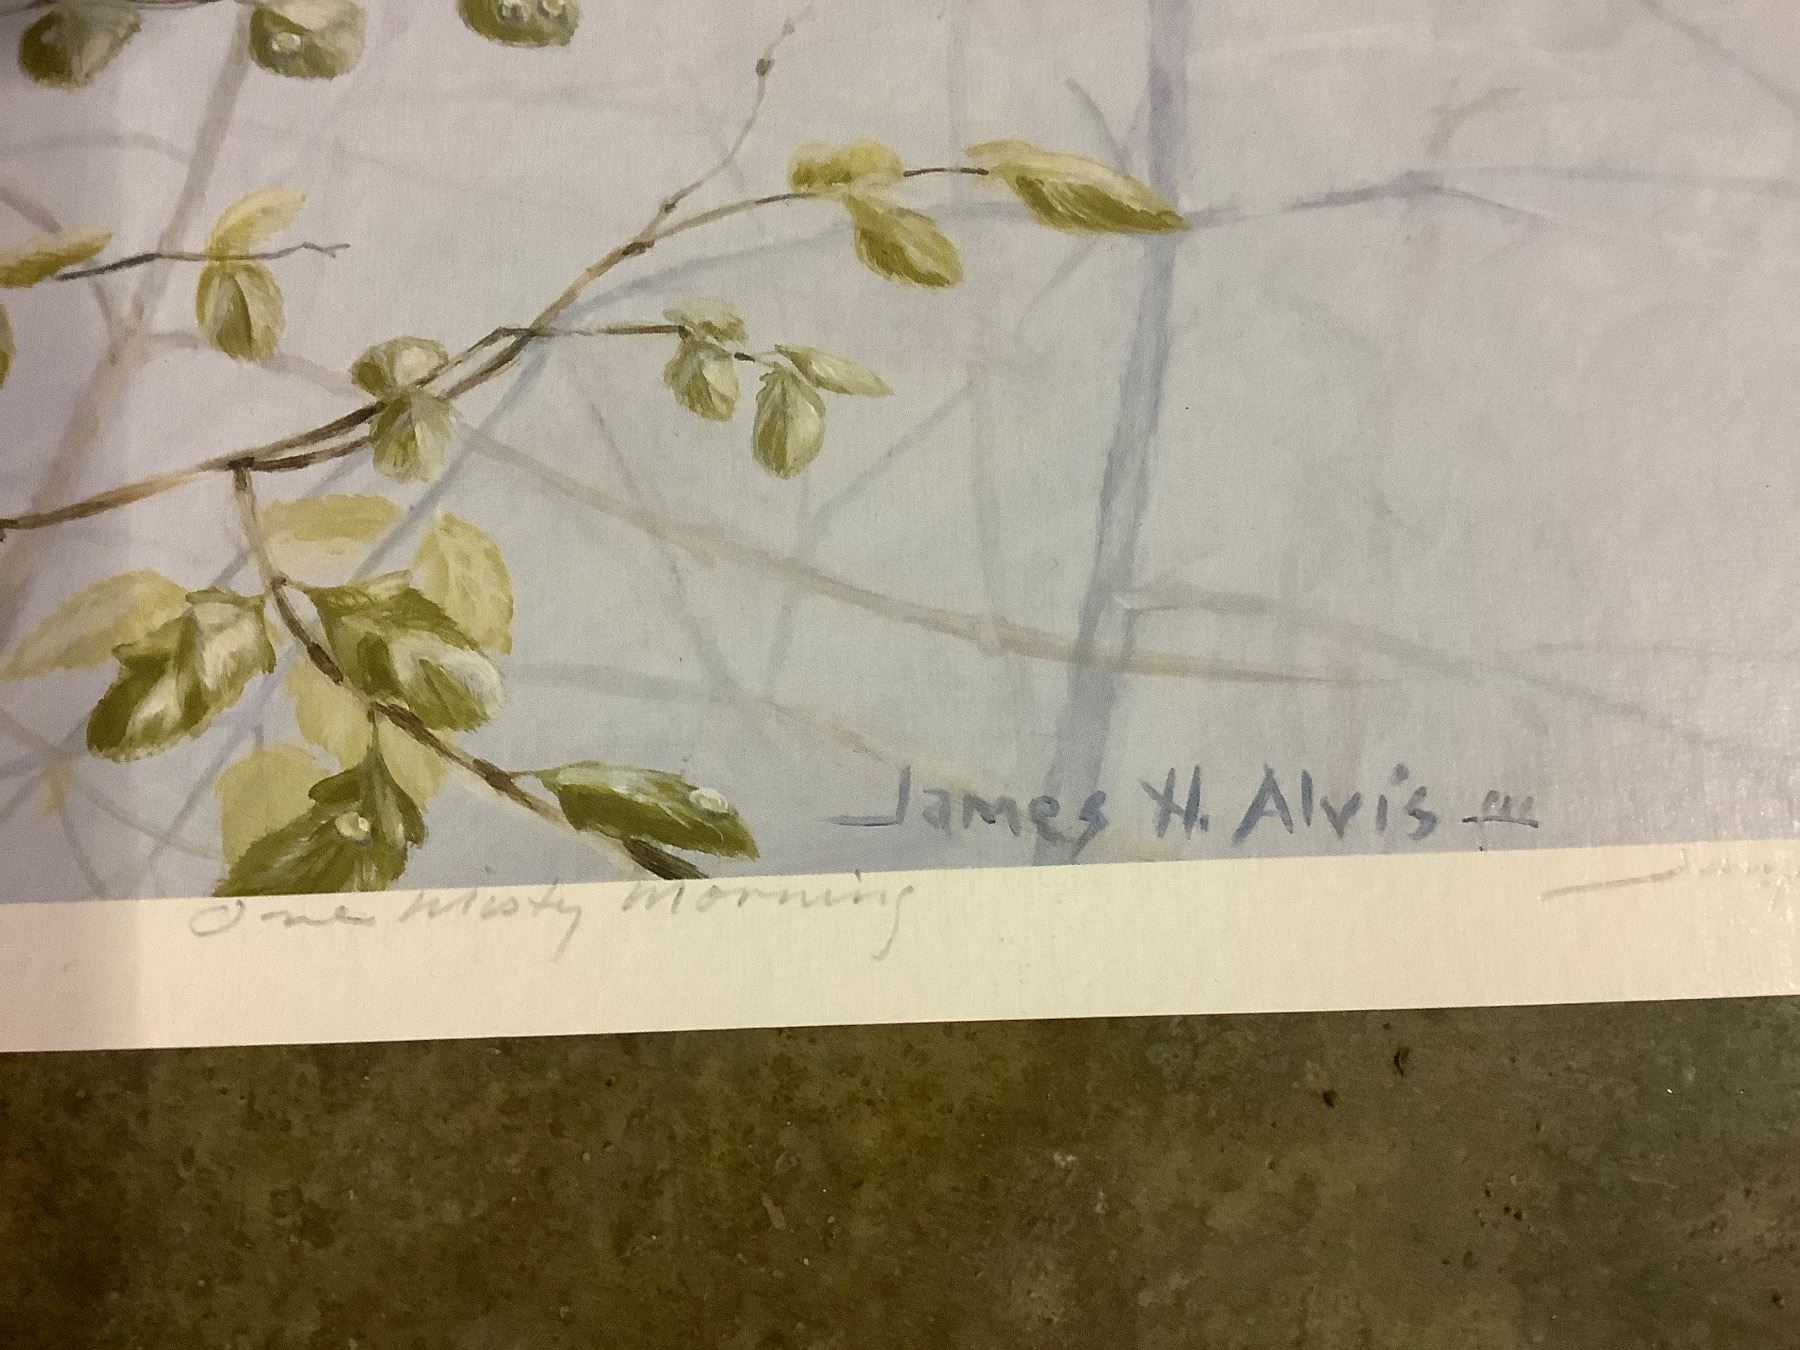 James H. Alvis III
One Misty Morning